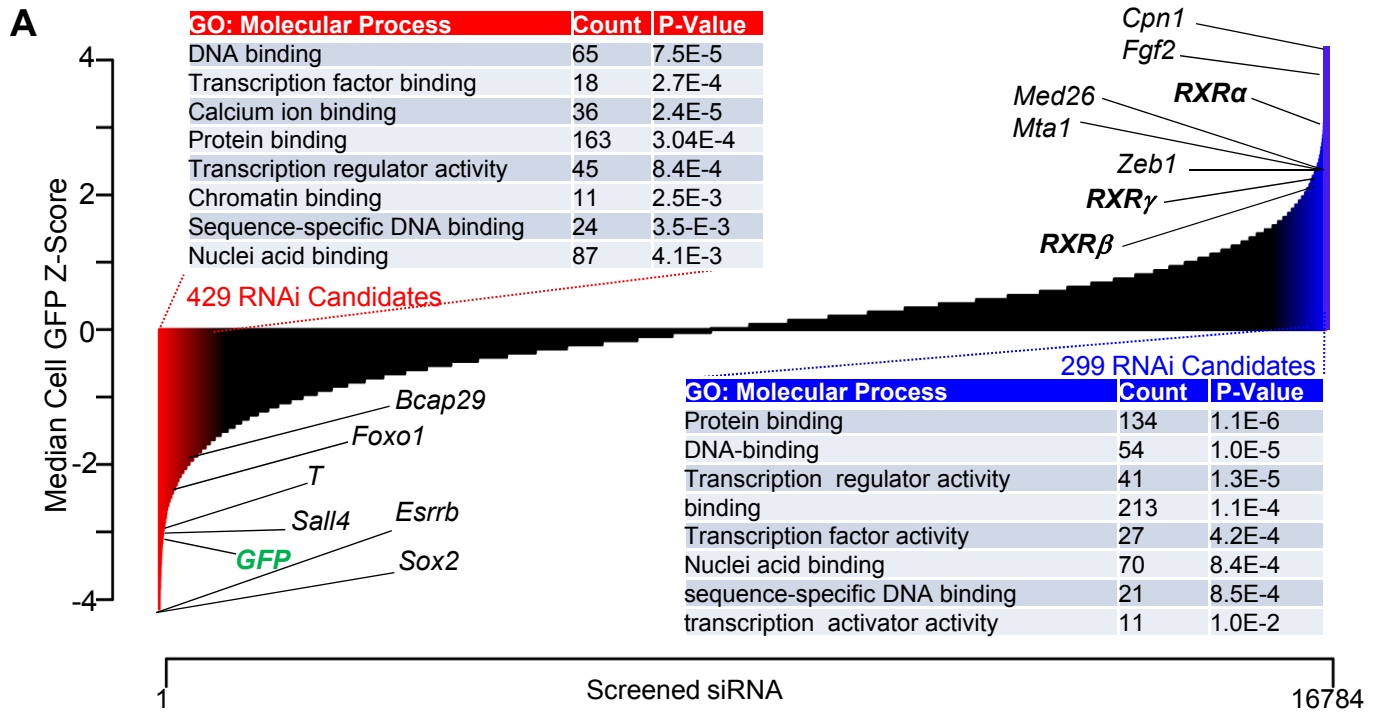 A
GO: Molecular Process Count P-Value
DNA binding 65 7.5E-5
Transcription factor binding 18 2.7E-4
Calcium ion binding 36 2.4E-5
Protein binding 163 3.04E-4
Transcription regulator activity 45 8.4E-4
Chromatin binding 11 2.5E-3
Sequence-specific DNA binding 24 3.5-E-3
Nuclei acid binding 87 4.1E-3
429 RNAi Candidates
Cpn1
Fgf2
RXRα
Med26
Mta1
Zeb1
RXRγ
RXRβ
Median Cell GFP Z-Score
4
2
0
-2
-4
Bcap29
Foxo1
T
Sall4
GFP
Esrrb
Sox2
299 RNAi Candidates
GO: Molecular Process Count P-Value
Protein binding 134 1.1E-6
DNA-binding 54 1.0E-5
Transcription regulator activity 41 1.3E-5
binding 213 1.1E-4
Transcription factor activity 27 4.2E-4
Nuclei acid binding 70 8.4E-4
sequence-specific DNA binding 21 8.5E-4
transcription activator activity 11 1.0E-2
1 Screened siRNA 16784